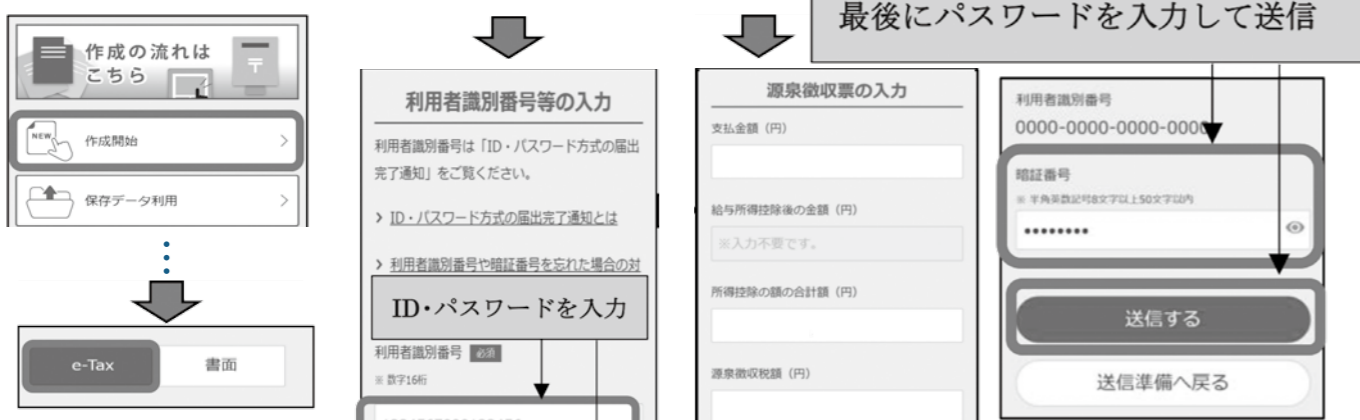 作成の流れは
こちら
NEW
作成開始
保存データ利用
e-Tax
書面
利用者識別番号等の入力
利用者識別番号は「ID・パスワード方式の届出
完了通知」をご覧ください。
ID・パスワード方式の届出完了通知とは
利用者識別番号や暗証番号を忘れた場合の対
ID・パスワードを入力
利用者識別番号 必須
※ 数字16桁
源泉徴収票の入力
支払金額（円）
給与所得控除後の金額（円）
※入力不要です。
所得控除の額の合計額（円）
源泉徴収税額（円）
最後にパスワードを入力して送信
利用者識別番号
0000-0000-0000-0000
暗証番号
※ 半角英数記号8文字以上50文字以内
送信する
送信準備へ戻る